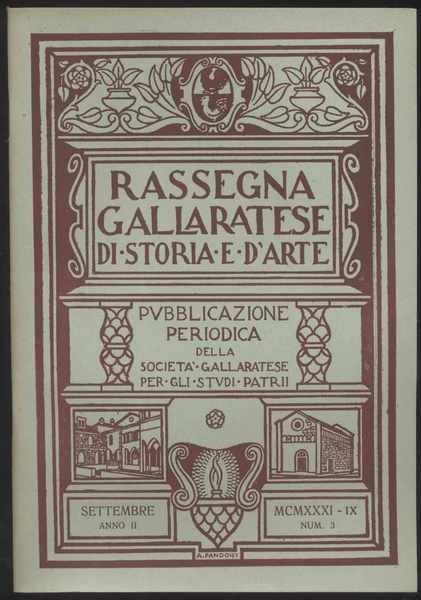 RASSEGNA
GALLARATESE
DI·STORIA·E·D'ARTE
PVBBLICAZIONE
PERIODICA
DELLA
SOCIETA'·GALLARATESE
PER·GLI·STVDI·PATRII
SETTEMBRE
ANNO II
MCMXXXI - IX
NUM. 3